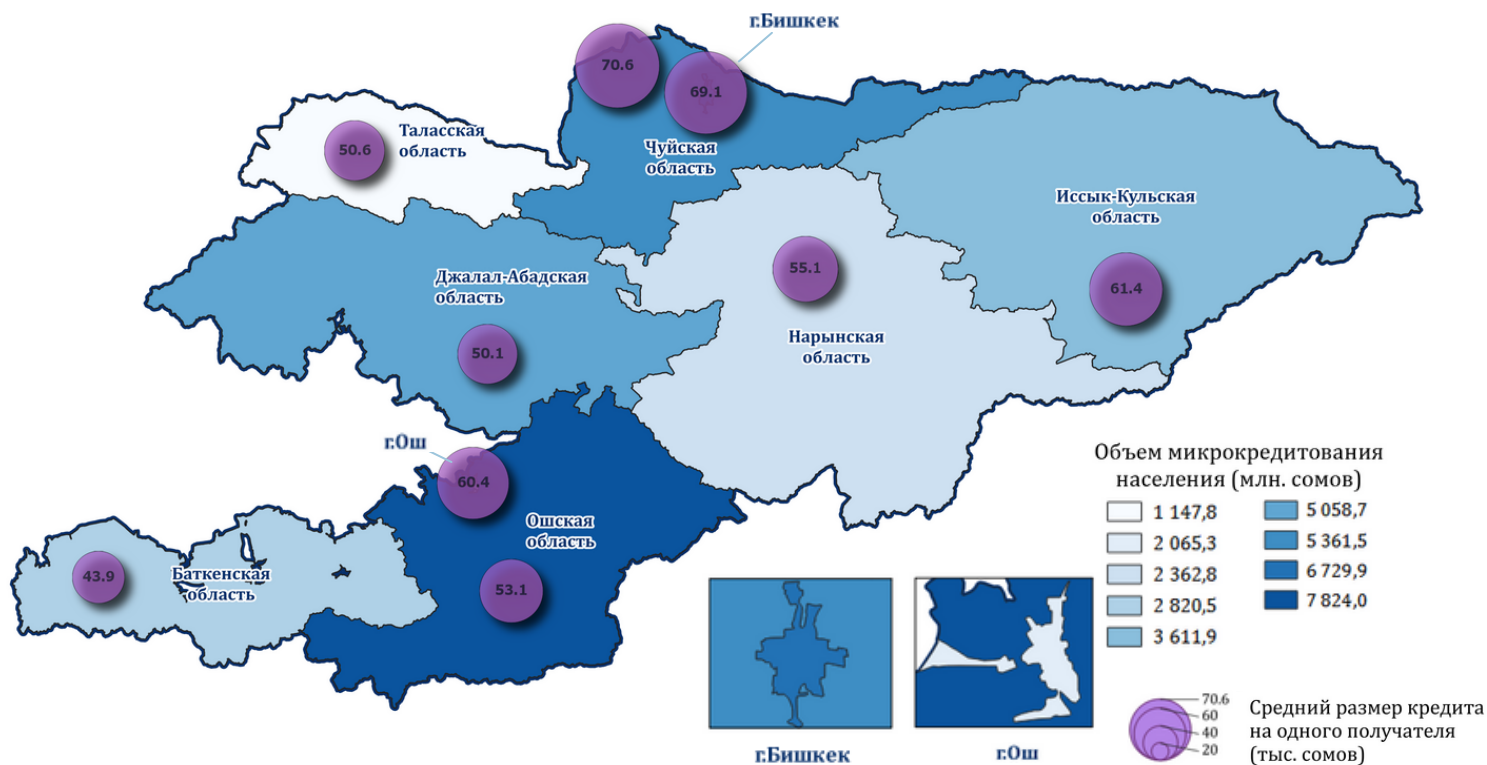 г.Бишкек
70.6
69.1
Таласская
область
50.6
Чуйская
область
Иссык-Кульская
область
55.1
61.4
Джалал-Абадская
область
50.1
Нарынская
область
г.Ош
60.4
Ошская
область
53.1
43.9
Баткенская
область
Объем микрокредитования
населения (млн. сомов)
1 147,8
2 065,3
2 362,8
2 820,5
3 611,9
5 058,7
5 361,5
6 729,9
7 824,0
г.Бишкек
г.Ош
70.6
60
40
20
Средний размер кредита
на одного получателя
(тыс. сомов)